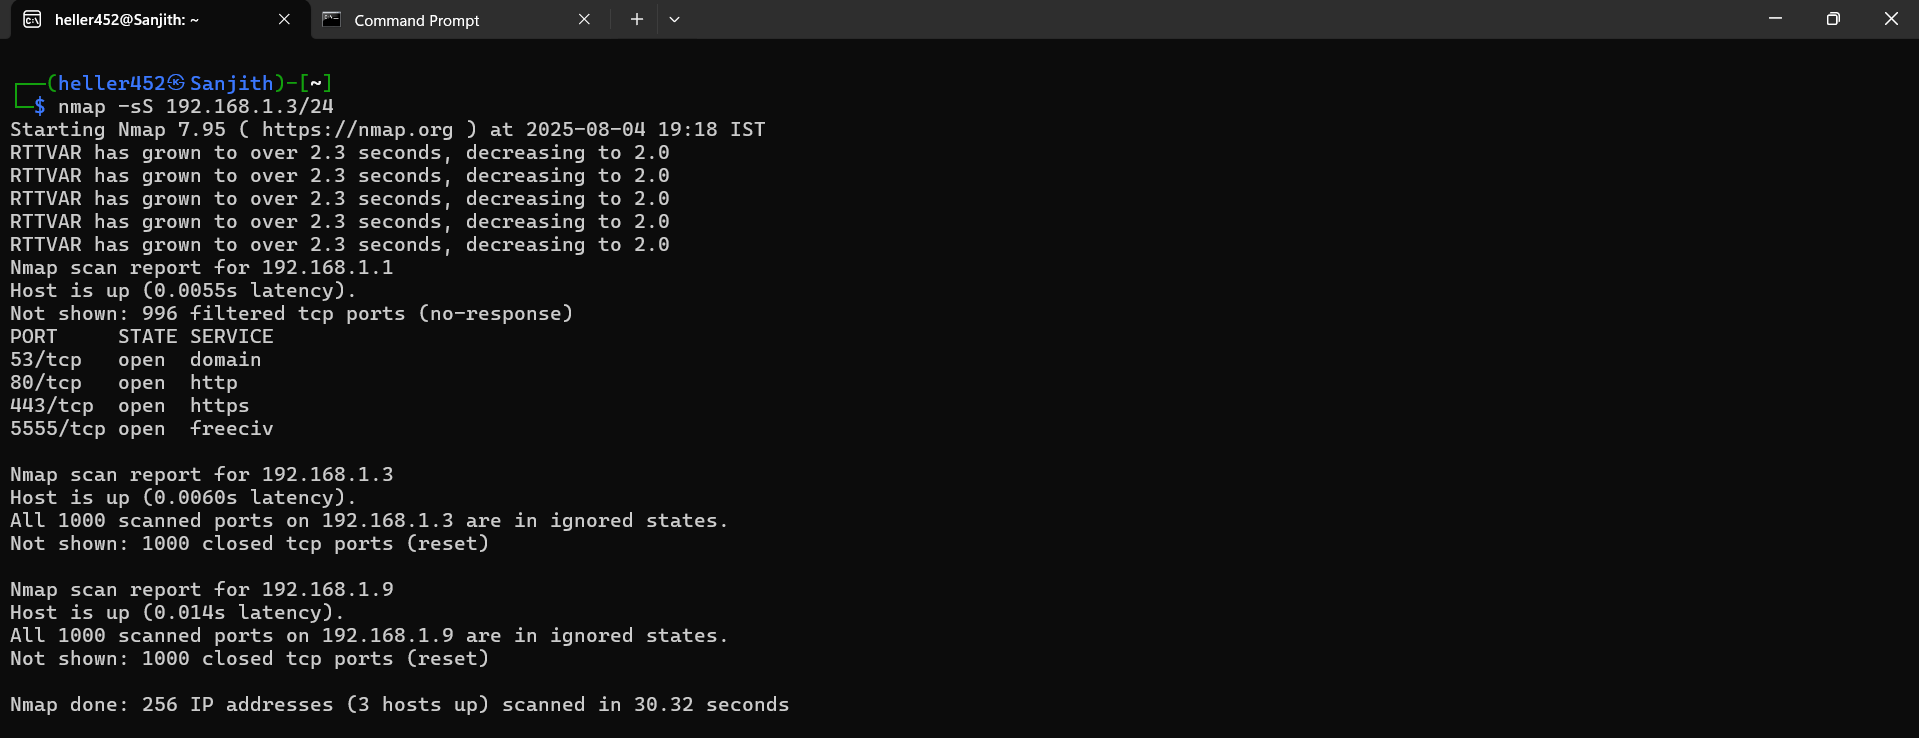 heller452@Sanjith: ~
Command Prompt
┌──(heller452㉿Sanjith)-[~]
└─$ nmap -sS 192.168.1.3/24
Starting Nmap 7.95 ( https://nmap.org ) at 2025-08-04 19:18 IST
RTTVAR has grown to over 2.3 seconds, decreasing to 2.0
RTTVAR has grown to over 2.3 seconds, decreasing to 2.0
RTTVAR has grown to over 2.3 seconds, decreasing to 2.0
RTTVAR has grown to over 2.3 seconds, decreasing to 2.0
RTTVAR has grown to over 2.3 seconds, decreasing to 2.0
Nmap scan report for 192.168.1.1
Host is up (0.0055s latency).
Not shown: 996 filtered tcp ports (no-response)
PORT     STATE SERVICE
53/tcp   open  domain
80/tcp   open  http
443/tcp  open  https
5555/tcp open  freeciv
Nmap scan report for 192.168.1.3
Host is up (0.0060s latency).
All 1000 scanned ports on 192.168.1.3 are in ignored states.
Not shown: 1000 closed tcp ports (reset)
Nmap scan report for 192.168.1.9
Host is up (0.014s latency).
All 1000 scanned ports on 192.168.1.9 are in ignored states.
Not shown: 1000 closed tcp ports (reset)
Nmap done: 256 IP addresses (3 hosts up) scanned in 30.32 seconds